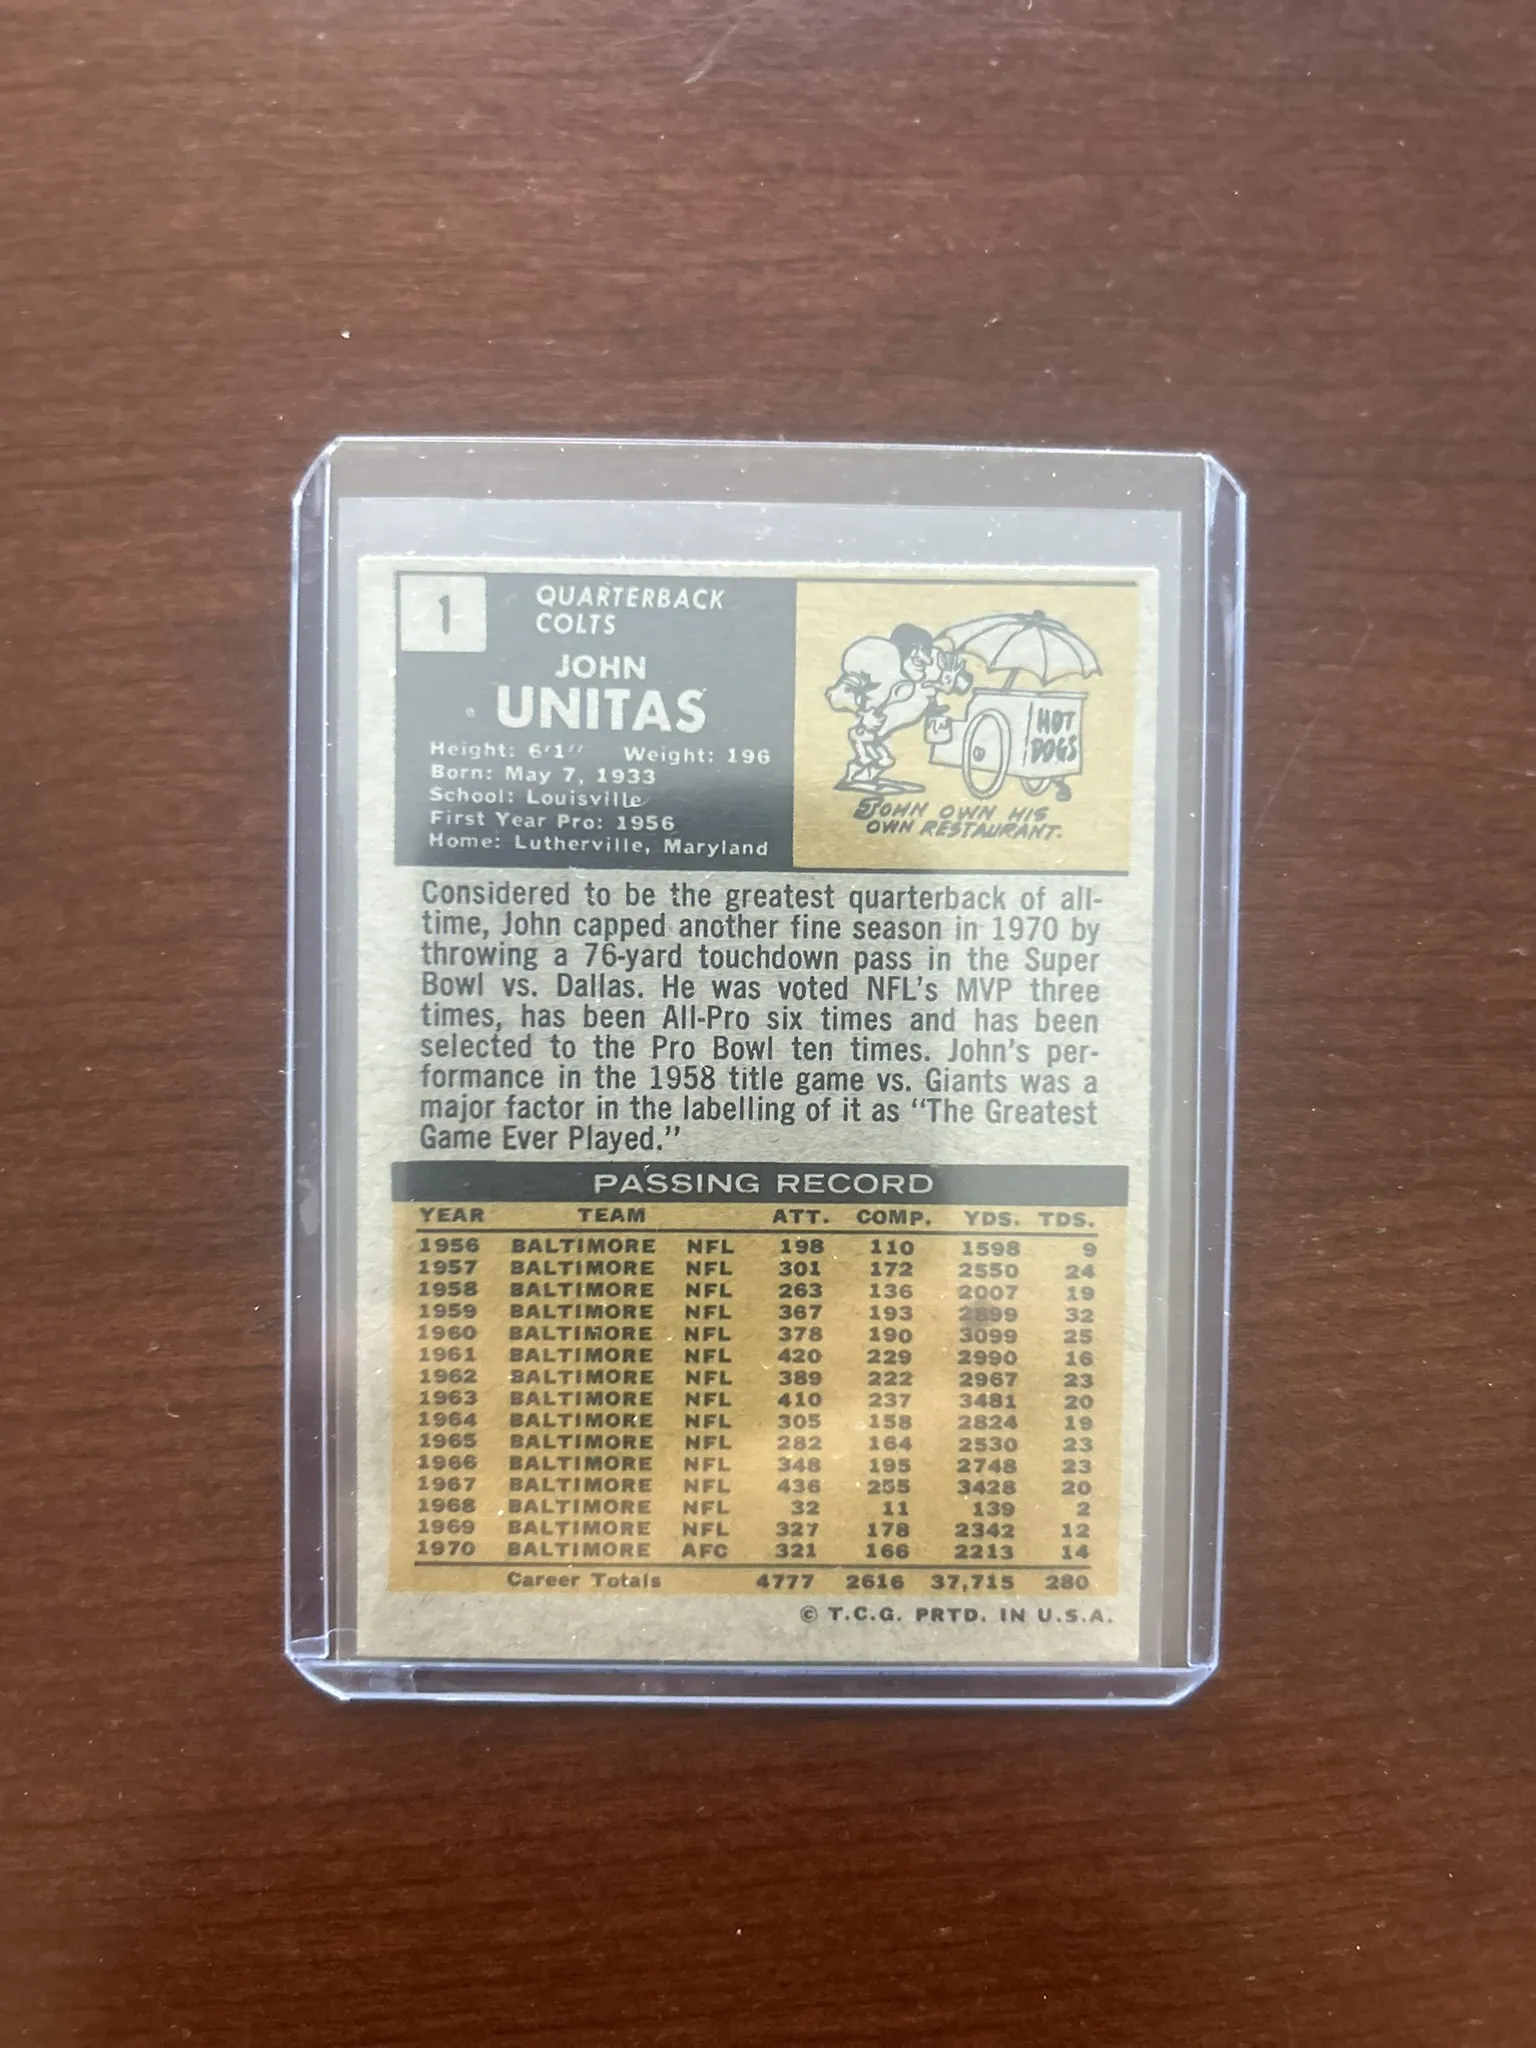 1
QUARTERBACK
COLTS
JOHN
UNITAS
Height: 6'1" Weight: 196
Born: May 7, 1933
School: Louisville
First Year Pro: 1956
Home: Lutherville, Maryland
HOT
DOGS
JOHN OWN HIS
OWN RESTAURANT.
Considered to be the greatest quarterback of all-
time, John capped another fine season in 1970 by
throwing a 76-yard touchdown pass in the Super
Bowl vs. Dallas. He was voted NFL's MVP three
times, has been All-Pro six times and has been
selected to the Pro Bowl ten times. John's per-
formance in the 1958 title game vs. Giants was a
major factor in the labelling of it as "The Greatest
Game Ever Played."
PASSING RECORD
YEAR TEAM ATT. COMP. YDS. TDS.
1956 BALTIMORE NFL 198 110 1598 9
1957 BALTIMORE NFL 301 172 2550 24
1958 BALTIMORE NFL 263 136 2007 19
1959 BALTIMORE NFL 367 193 2899 32
1960 BALTIMORE NFL 378 190 3099 25
1961 BALTIMORE NFL 420 229 2990 16
1962 BALTIMORE NFL 389 222 2967 23
1963 BALTIMORE NFL 410 237 3481 20
1964 BALTIMORE NFL 305 158 2824 19
1965 BALTIMORE NFL 282 164 2530 23
1966 BALTIMORE NFL 348 195 2748 23
1967 BALTIMORE NFL 436 255 3428 20
1968 BALTIMORE NFL 32 11 139 2
1969 BALTIMORE NFL 327 178 2342 12
1970 BALTIMORE AFC 321 166 2213 14
Career Totals 4777 2616 37,715 280
© T.C.G. PRTD. IN U.S.A.